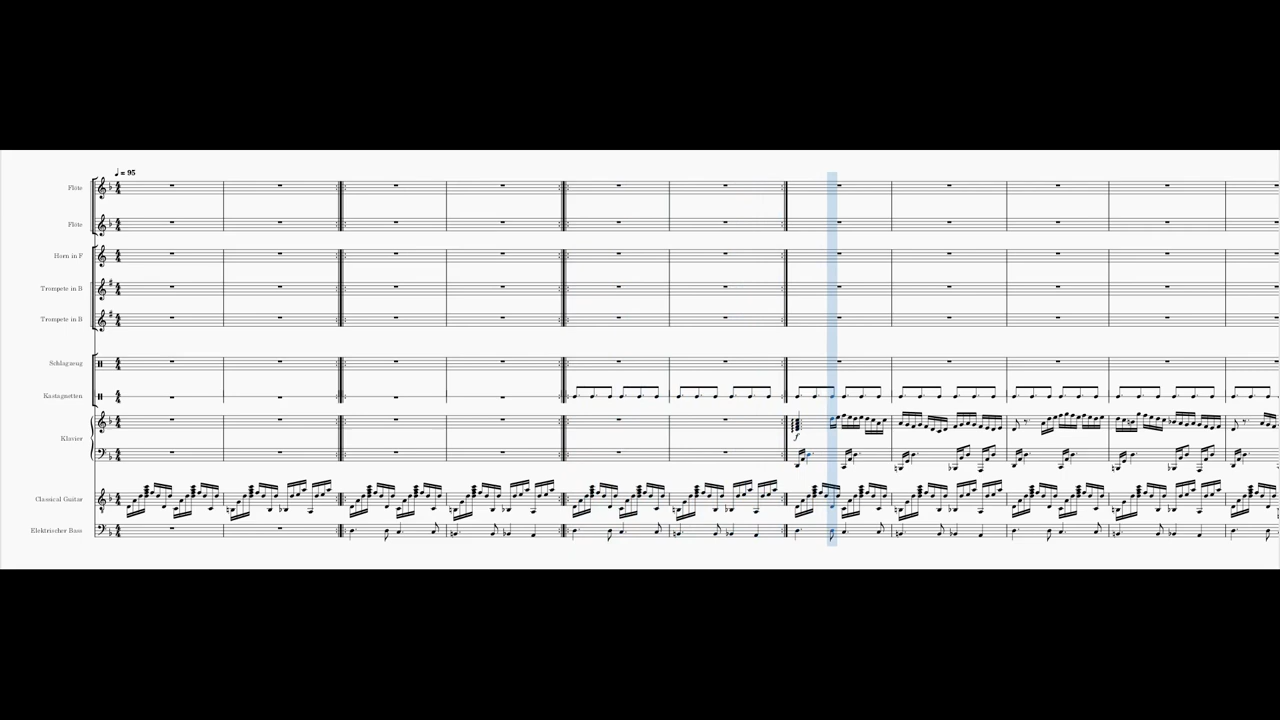 ♩ = 95
Flöte
Flöte
Horn in F
Trompete in B
Trompete in B
Schlagzeug
Kastagnetten
Klavier
f
Classical Guitar
Elektrischer Bass